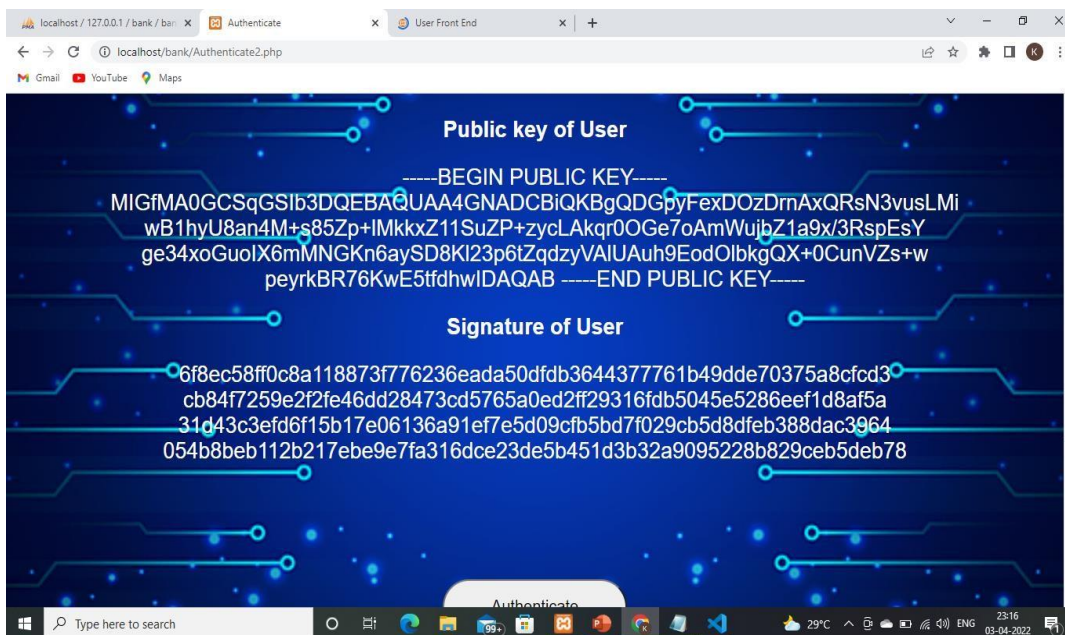 localhost / 127.0.0.1 / bank / ban
Authenticate
User Front End
localhost/bank/Authenticate2.php
Gmail YouTube Maps
K
Public key of User
-----BEGIN PUBLIC KEY-----
MIGfMA0GCSqGSIb3DQEBAQUAA4GNADCBiQKBgQDGpyFexDOzDrnAxQRsN3vusLMi
wB1hyU8an4M+s85Zp+lMkkxZ11SuZP+zycLAkqr0OGe7oAmWujbZ1a9x/3RspEsY
ge34xoGuoIX6mMNGKn6aySD8Kl23p6tZqdzyVAlUAuh9EodOlbkgQX+0CunVZs+w
peyrkBR76KwE5tfdhwIDAQAB -----END PUBLIC KEY-----
Signature of User
6f8ec58ff0c8a118873f776236eada50dfdb3644377761b49dde70375a8cfcd3
cb84f7259e2f2fe46dd28473cd5765a0ed2ff29316fdb5045e5286eef1d8af5a
31d43c3efd6f15b17e06136a91ef7e5d09cfb5bd7f029cb5d8dfeb388dac3964
054b8beb112b217ebe9e7fa316dce23de5b451d3b32a9095228b829ceb5deb78
Authenticate
Type here to search
99+
29°C
ENG
23:16
03-04-2022